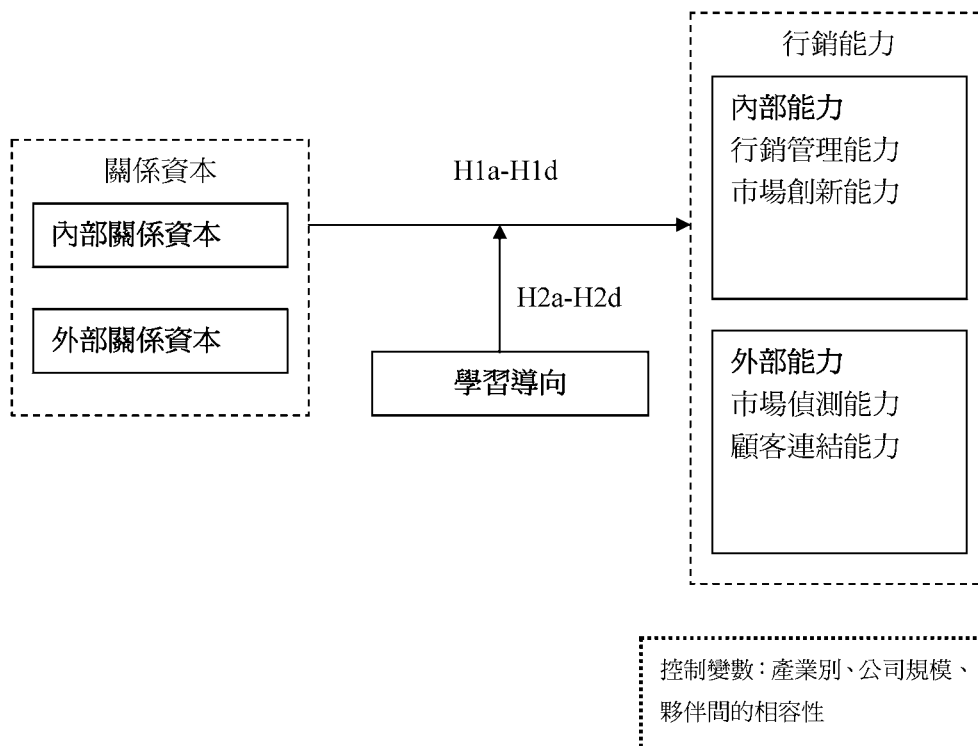 關係資本
內部關係資本
外部關係資本
H1a-H1d
H2a-H2d
學習導向
行銷能力
內部能力
行銷管理能力
市場創新能力
外部能力
市場偵測能力
顧客連結能力
控制變數：產業別、公司規模、
夥伴間的相容性